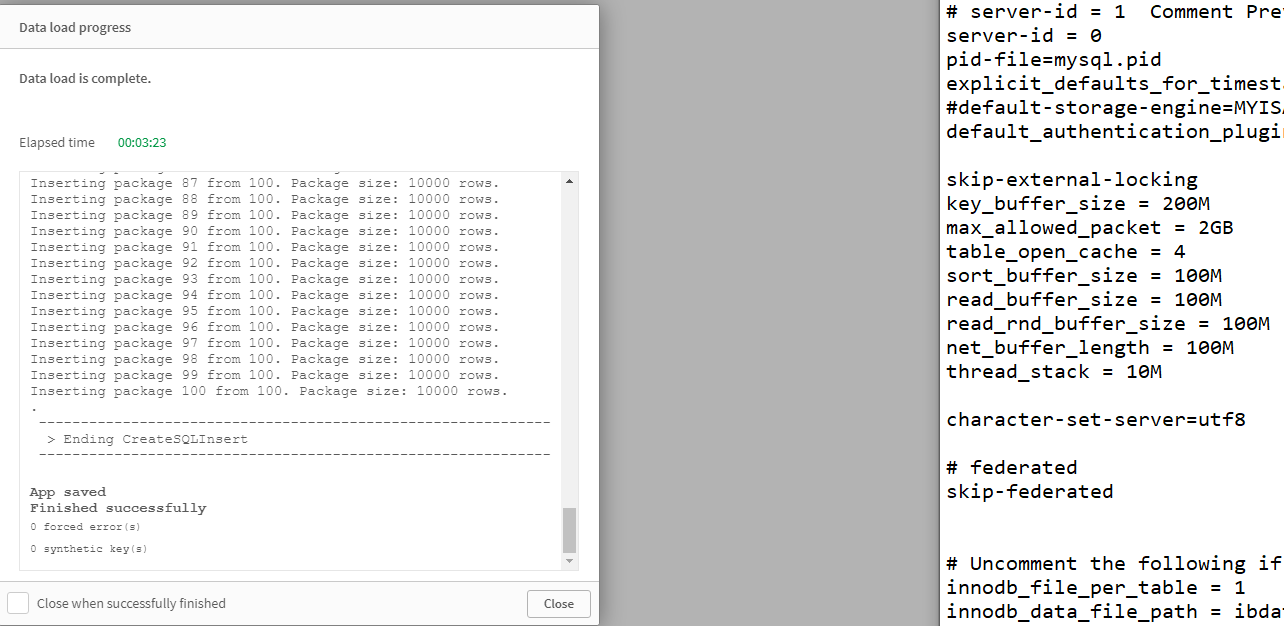 Data load progress
Data load is complete.
Elapsed time 00:03:23
Inserting package 87 from 100. Package size: 10000 rows.
Inserting package 88 from 100. Package size: 10000 rows.
Inserting package 89 from 100. Package size: 10000 rows.
Inserting package 90 from 100. Package size: 10000 rows.
Inserting package 91 from 100. Package size: 10000 rows.
Inserting package 92 from 100. Package size: 10000 rows.
Inserting package 93 from 100. Package size: 10000 rows.
Inserting package 94 from 100. Package size: 10000 rows.
Inserting package 95 from 100. Package size: 10000 rows.
Inserting package 96 from 100. Package size: 10000 rows.
Inserting package 97 from 100. Package size: 10000 rows.
Inserting package 98 from 100. Package size: 10000 rows.
Inserting package 99 from 100. Package size: 10000 rows.
Inserting package 100 from 100. Package size: 10000 rows.
.
-------------------------------------------------------------
> Ending CreateSQLInsert
-------------------------------------------------------------
App saved
Finished successfully
0 forced error(s)
0 synthetic key(s)
Close when successfully finished
Close
# server-id = 1  Comment Pre
server-id = 0
pid-file=mysql.pid
explicit_defaults_for_timest
#default-storage-engine=MYIS
default_authentication_plugi
skip-external-locking
key_buffer_size = 200M
max_allowed_packet = 2GB
table_open_cache = 4
sort_buffer_size = 100M
read_buffer_size = 100M
read_rnd_buffer_size = 100M
net_buffer_length = 100M
thread_stack = 10M
character-set-server=utf8
# federated
skip-federated
# Uncomment the following if
innodb_file_per_table = 1
innodb_data_file_path = ibda